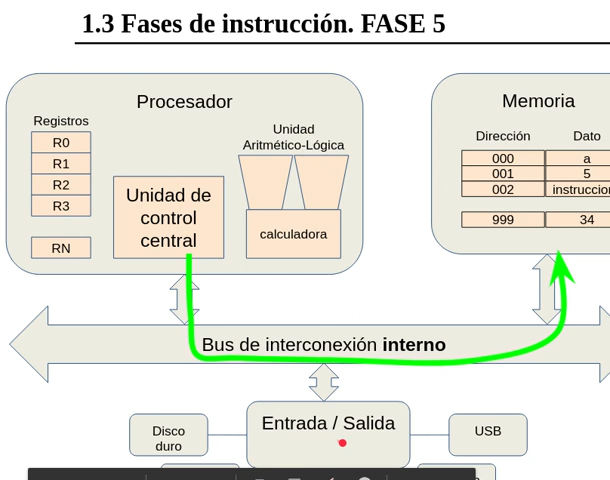 1.3 Fases de instrucción. FASE 5
Procesador
Registros
R0
R1
R2
R3
RN
Unidad de
control
central
Unidad
Aritmético-Lógica
calculadora
Memoria
Dirección Dato
000 a
001 5
002
999 34
Bus de interconexión interno
Entrada / Salida
Disco
duro
USB